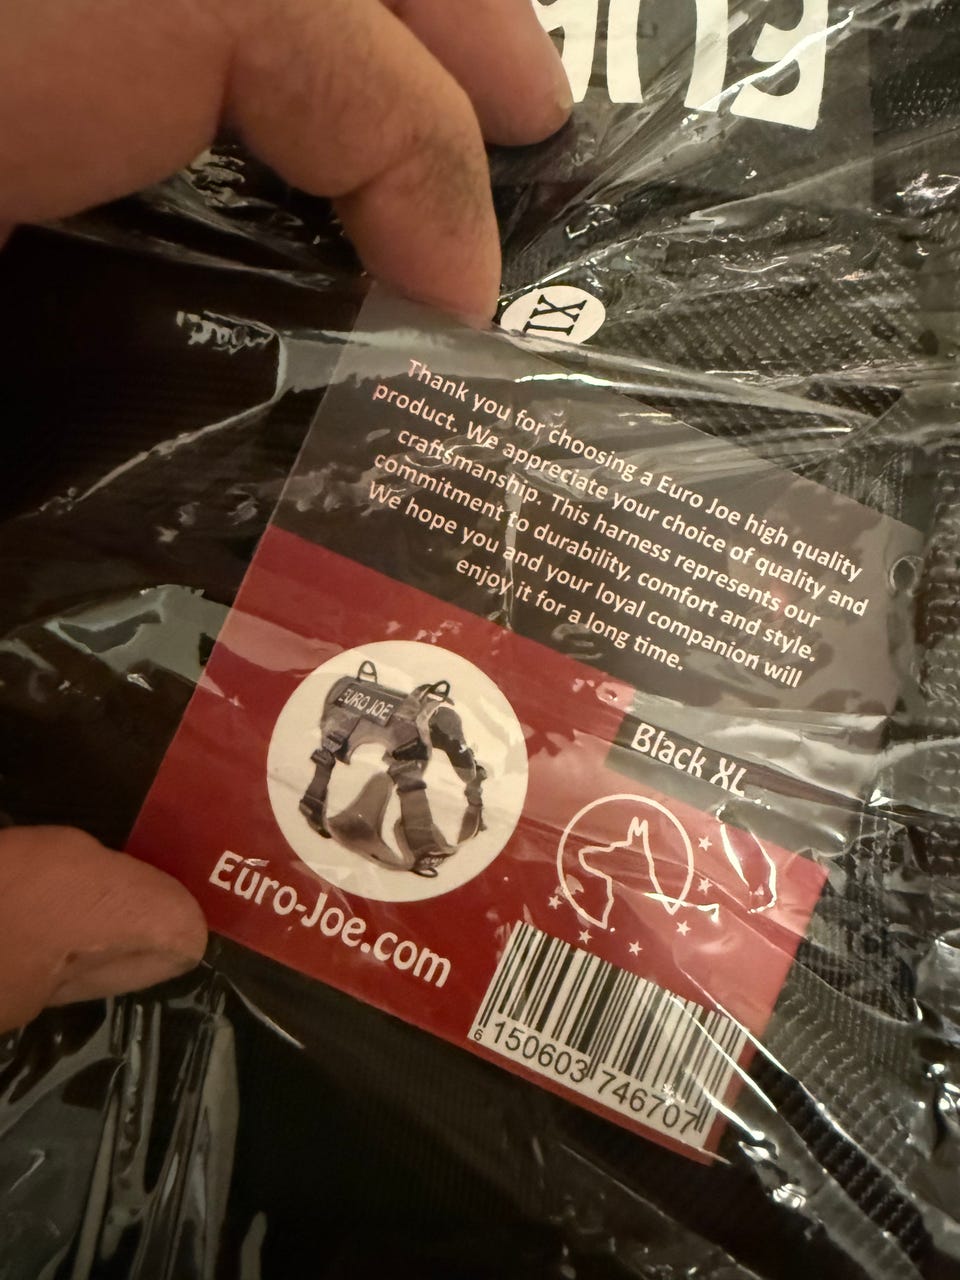 XL
Thank you for choosing a Euro Joe high quality
product. We appreciate your choice of quality and
craftsmanship. This harness represents our
commitment to durability, comfort and style.
We hope you and your loyal companion will
enjoy it for a long time.
EURO JOE
Black XL
Euro-Joe.com
6 150603 746707